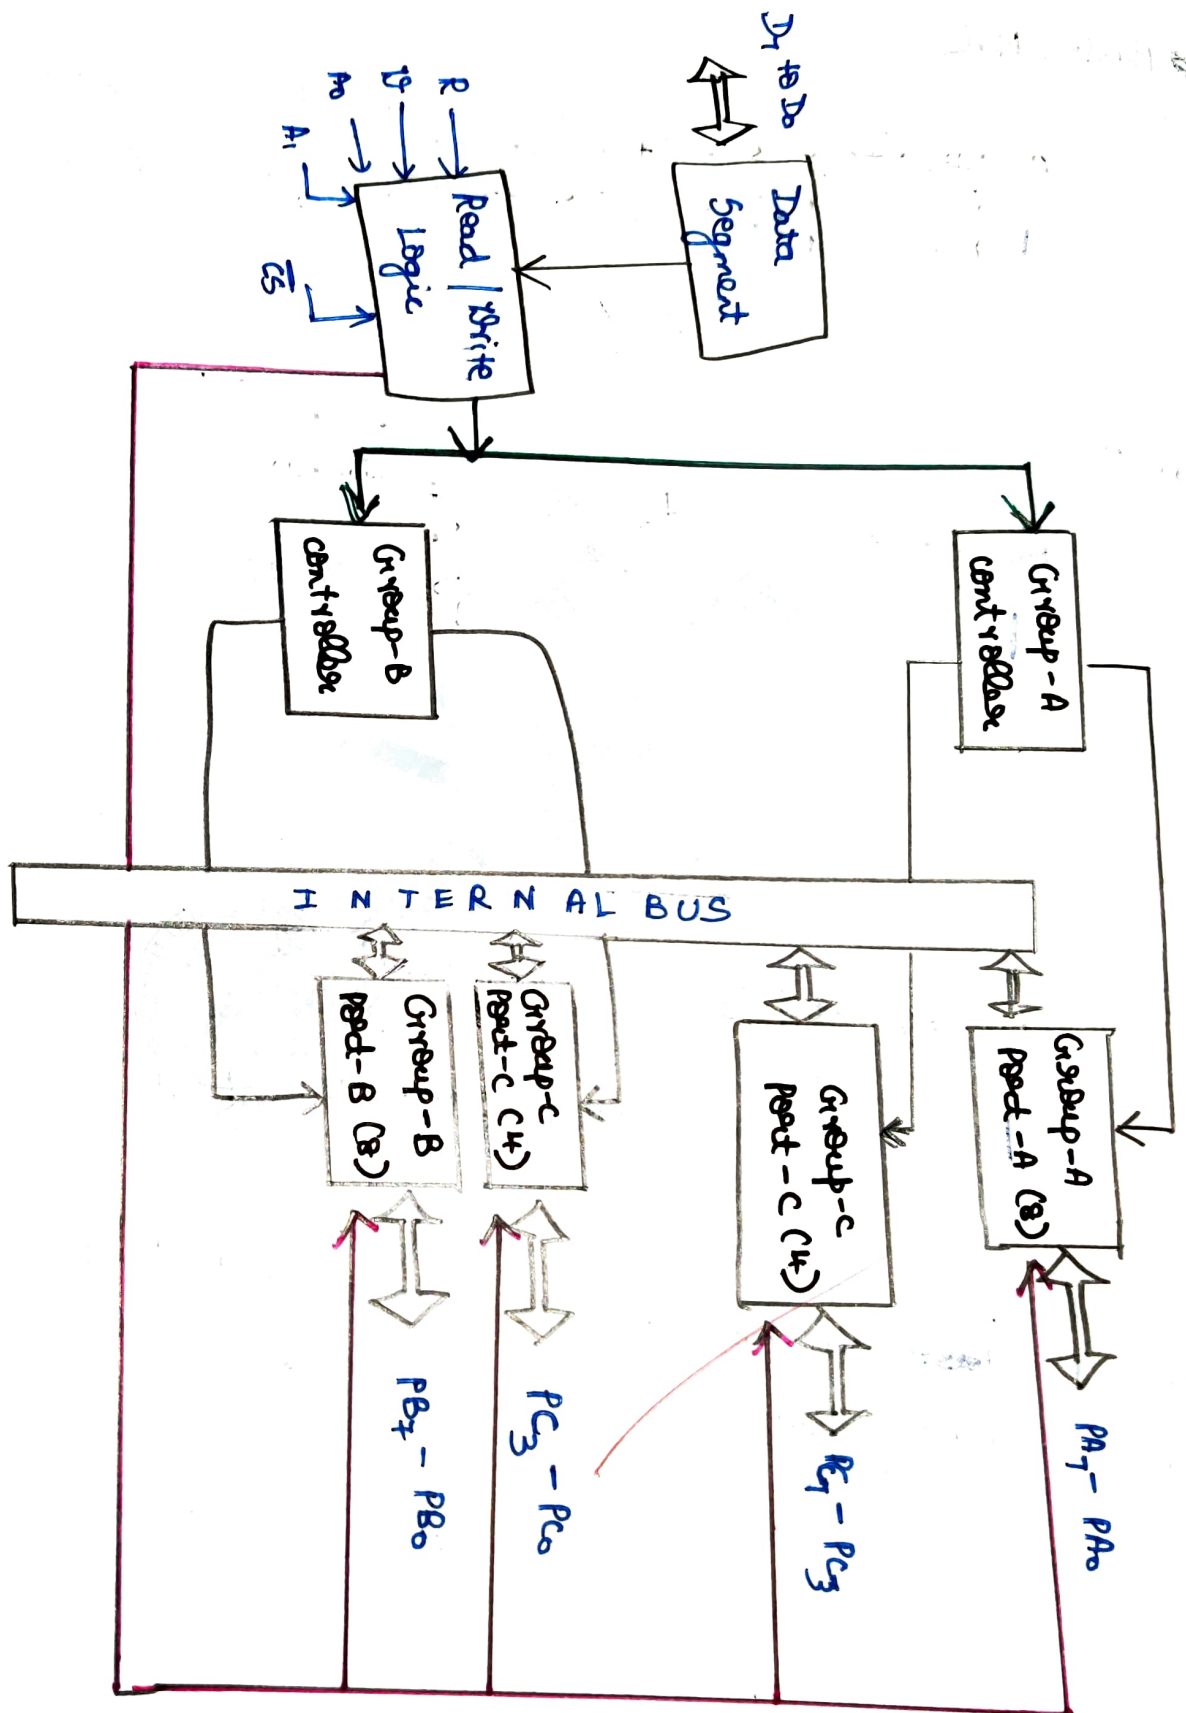 D7 to D0
Data
Segment
R
W
A0
A1
CS
Read / Write
Logic
Group-A
controller
Group-B
controller
INTERNAL BUS
Group-A
port-A (8)
Group-C
port-C (4)
Group-C
port-C (4)
Group-B
port-B (8)
PA7 - PA0
PC7 - PC3
PC3 - PC0
PB7 - PB0